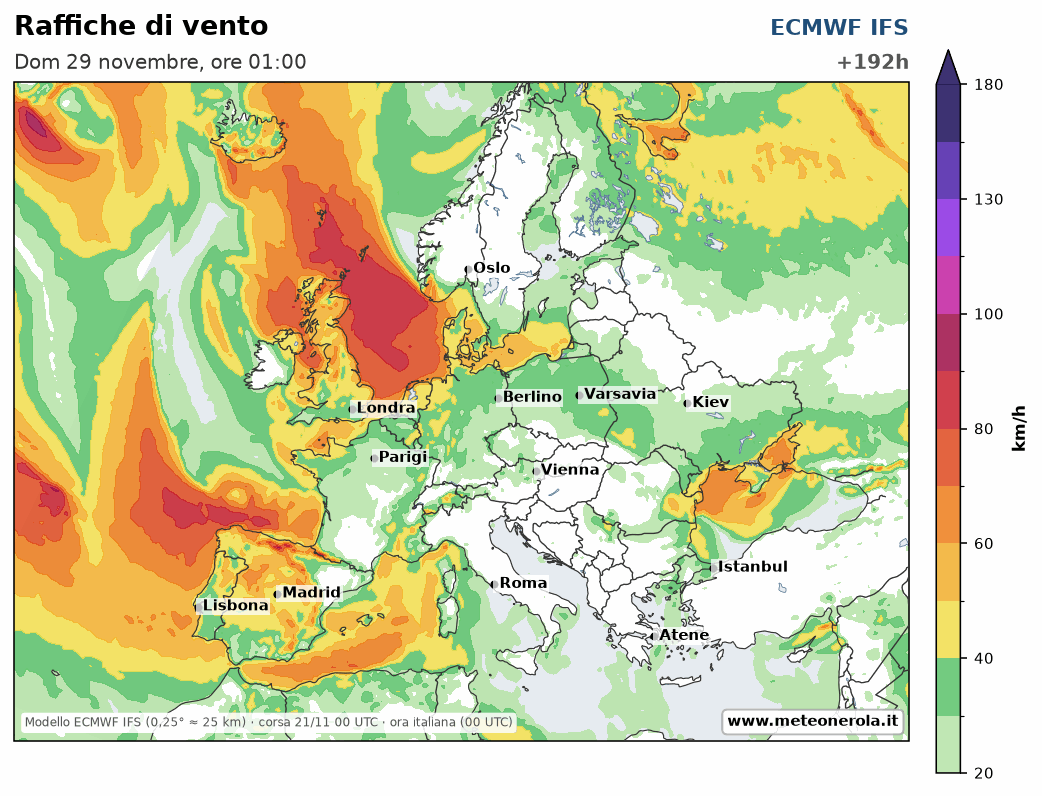 Raffiche di vento
ECMWF IFS
Dom 29 novembre, ore 01:00
+192h
180
130
100
80
60
40
20
km/h
Oslo
Berlino
Varsavia
Kiev
Londra
Parigi
Vienna
Istanbul
Roma
Madrid
Lisbona
Atene
Modello ECMWF IFS (0,25° ≈ 25 km) · corsa 21/11 00 UTC · ora italiana (00 UTC)
www.meteonerola.it